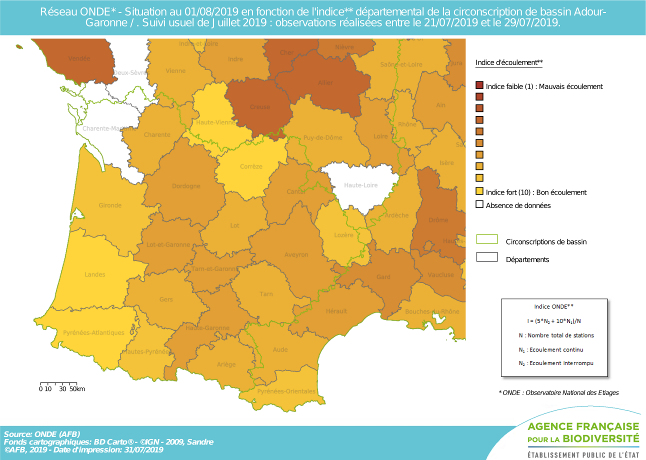 Réseau ONDE* - Situation au 01/08/2019 en fonction de l'indice** départemental de la circonscription de bassin Adour-
Garonne / . Suivi usuel de Juillet 2019 : observations réalisées entre le 21/07/2019 et le 29/07/2019.
Indice d'écoulement**
Indice faible (1) : Mauvais écoulement
Indice fort (10) : Bon écoulement
Absence de données
Circonscriptions de bassin
Départements
Indice ONDE**
I = (5*N₂ + 10*N₁)/N
N : Nombre total de stations
N₁ : Ecoulement continu
N₂ : Ecoulement interrompu
* ONDE : Observatoire National des Etiages
Deux-Sèvres
Vienne
Indre
Cher
Allier
Saône-et-Loire
Ain
Charente-Maritime
Charente
Haute-Vienne
Creuse
Puy-de-Dôme
Loire
Rhône
Isère
Corrèze
Dordogne
Cantal
Haute-Loire
Gironde
Lot
Lozère
Ardèche
Drôme
Lot-et-Garonne
Aveyron
Landes
Tarn-et-Garonne
Gard
Vaucluse
Gers
Tarn
Hérault
Bouches-du-Rhône
Pyrénées-Atlantiques
Haute-Garonne
Hautes-Pyrénées
Ariège
Aude
Pyrénées-Orientales
0 10 30 50km
Source: ONDE (AFB)
Fonds cartographiques: BD Carto® - ©IGN - 2009, Sandre
©AFB, 2019 - Date d'impression: 31/07/2019
AGENCE FRANÇAISE
POUR LA BIODIVERSITÉ
ÉTABLISSEMENT PUBLIC DE L'ÉTAT